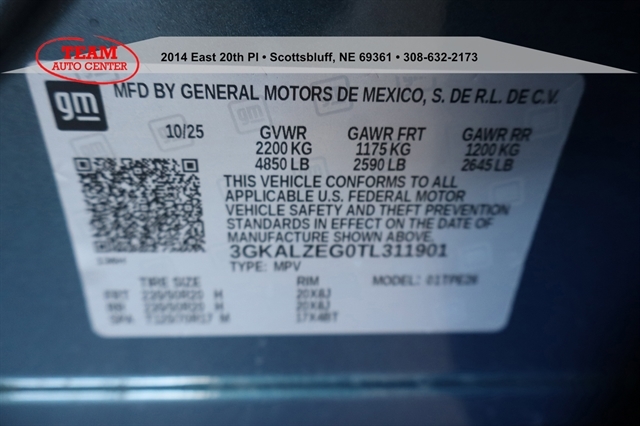 TEAM
AUTO CENTER
2014 East 20th Pl • Scottsbluff, NE 69361 • 308-632-2173
gm
MFD BY GENERAL MOTORS DE MEXICO, S. DE R.L. DE C.V.
10/25 GVWR GAWR FRT GAWR RR
2200 KG 1175 KG 1200 KG
4850 LB 2590 LB 2645 LB
THIS VEHICLE CONFORMS TO ALL
APPLICABLE U.S. FEDERAL MOTOR
VEHICLE SAFETY AND THEFT PREVENTION
STANDARDS IN EFFECT ON THE DATE OF
MANUFACTURE SHOWN ABOVE.
3GKALZEG0TL311901
TYPE: MPV
TIRE SIZE RIM MODEL:
FRT H 20X8J
RR H 20X8J
SPA M 17X4BT